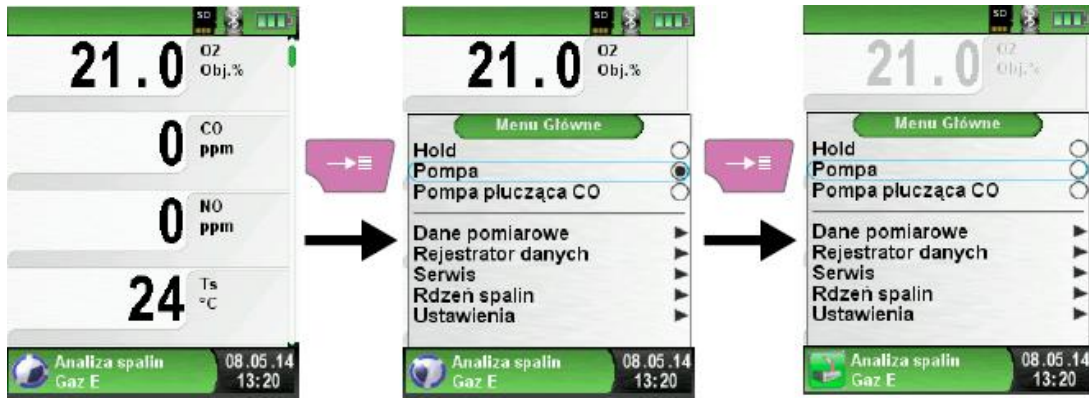 SD
21.0 O2
Obj.%
0 CO
ppm
0 NO
ppm
24 Ts
°C
Analiza spalin
Gaz E
08.05.14
13:20
SD
21.0 O2
Obj.%
Menu Główne
Hold
Pompa
Pompa plucząca CO
Dane pomiarowe
Rejestrator danych
Serwis
Rdzeń spalin
Ustawienia
Analiza spalin
Gaz E
08.05.14
13:20
SD
21.0 O2
Obj.%
Menu Główne
Hold
Pompa
Pompa plucząca CO
Dane pomiarowe
Rejestrator danych
Serwis
Rdzeń spalin
Ustawienia
Analiza spalin
Gaz E
08.05.14
13:20